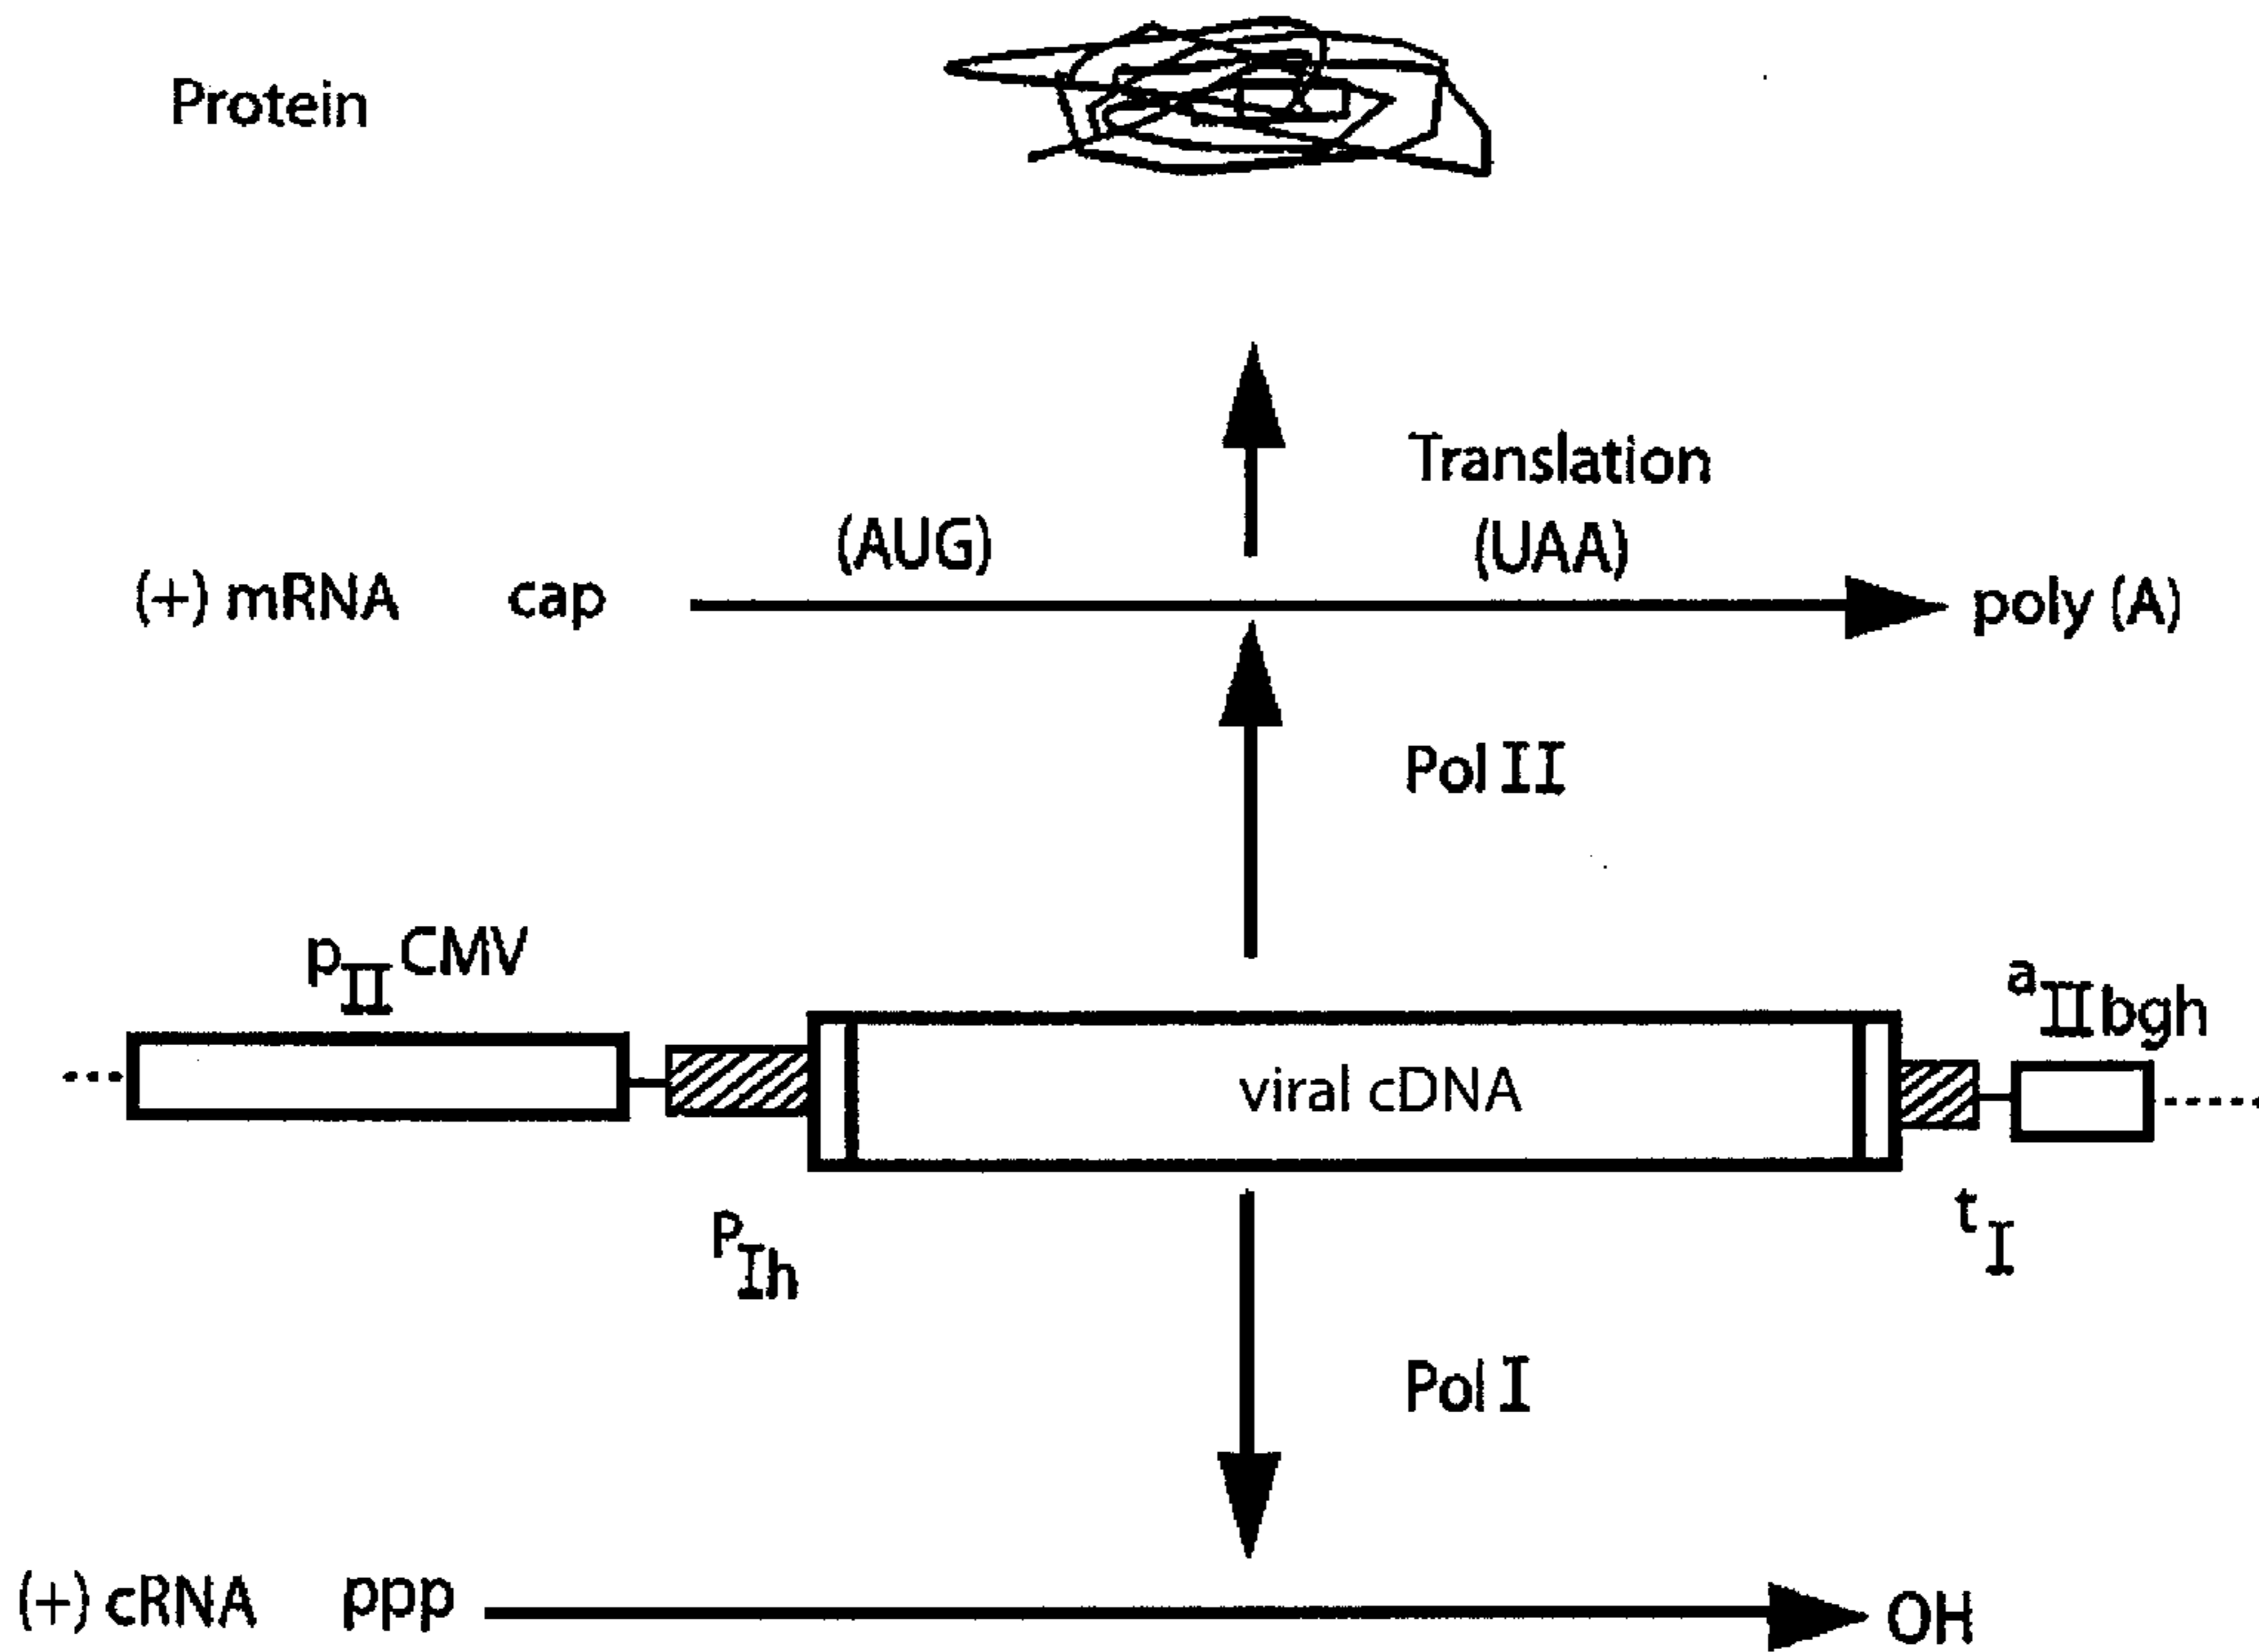 Protein
Translation
(AUG) (UAA)
(+) mRNA cap poly (A)
Pol II
pIICMV aIIbgh
viral cDNA
PIh tI
Pol I
(+) cRNA ppp OH